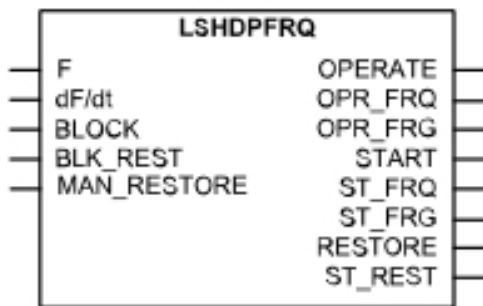 LSHDPFRQ
F OPERATE
dF/dt OPR_FRQ
BLOCK OPR_FRG
BLK_REST START
MAN_RESTORE ST_FRQ
ST_FRG
RESTORE
ST_REST